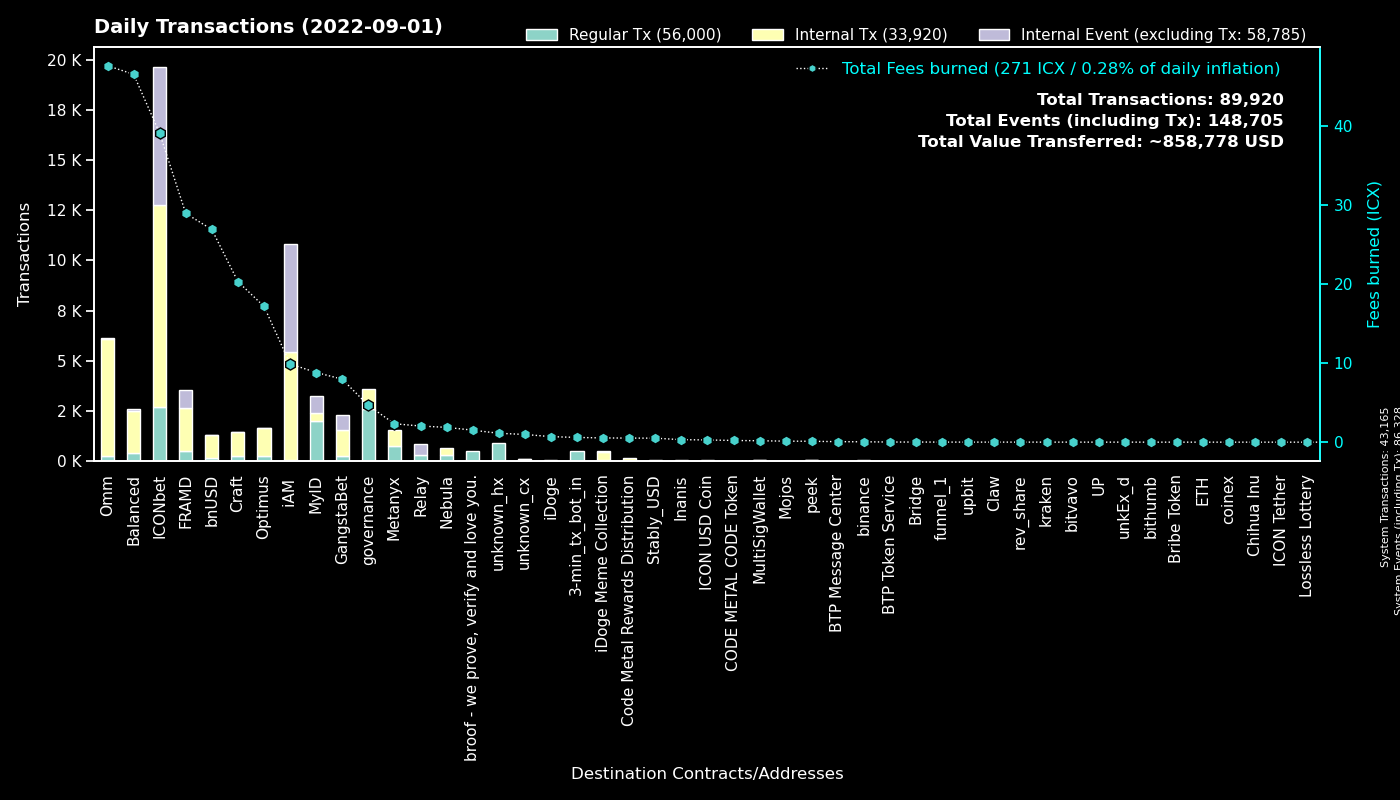 Daily Transactions (2022-09-01)
Regular Tx (56,000)
Internal Tx (33,920)
Internal Event (excluding Tx: 58,785)
Total Fees burned (271 ICX / 0.28% of daily inflation)
Total Transactions: 89,920
Total Events (including Tx): 148,705
Total Value Transferred: ~858,778 USD
Transactions
20 K
18 K
15 K
12 K
10 K
8 K
5 K
2 K
0 K
40
30
20
10
0
Fees burned (ICX)
Omm
Balanced
ICONbet
FRAMD
bnUSD
Craft
Optimus
iAM
MyID
GangstaBet
governance
Metanyx
Relay
Nebula
broof - we prove, verify and love you.
unknown_hx
unknown_cx
iDoge
3-min_tx_bot_in
iDoge Meme Collection
Code Metal Rewards Distribution
Stably_USD
Inanis
ICON USD Coin
CODE METAL CODE Token
MultiSigWallet
Mojos
peek
BTP Message Center
binance
BTP Token Service
Bridge
funnel_1
upbit
Claw
rev_share
kraken
bitvavo
UP
unkEx_d
bithumb
Bribe Token
ETH
coinex
Chihua Inu
ICON Tether
Lossless Lottery
Destination Contracts/Addresses
System Transactions: 43,165
System Events (including Tx): 86,328